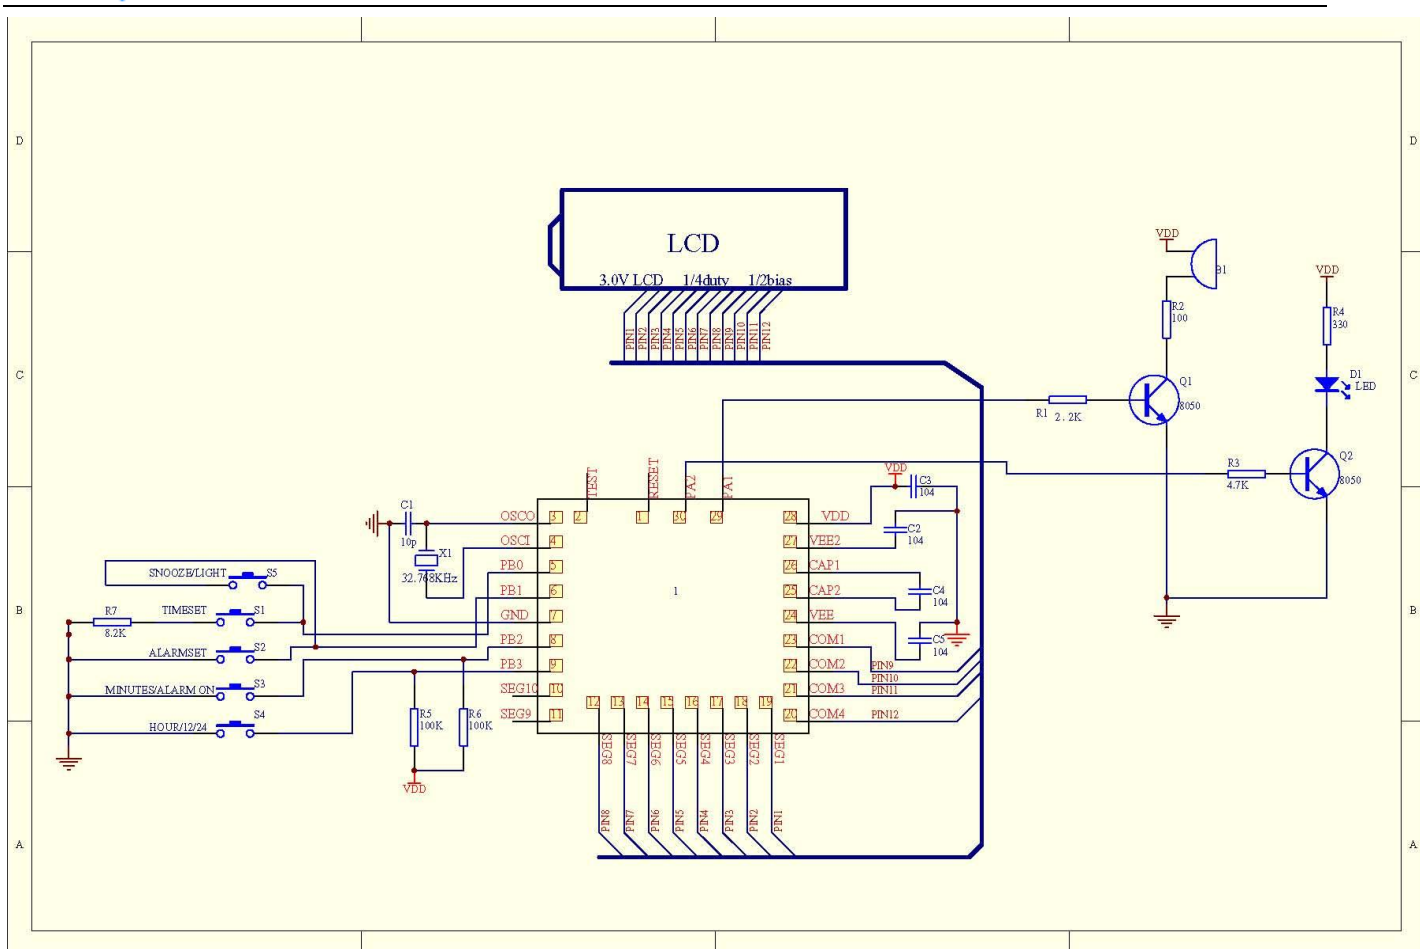 D
D
LCD
3.0V LCD 1/4duty 1/2bias
PIN1
PIN2
PIN3
PIN4
PIN5
PIN6
PIN7
PIN8
PIN9
PIN10
PIN11
PIN12
VDD
B1
R2
100
VDD
R4
330
D1
LED
C
C
Q1
8050
R1 2.2K
Q2
8050
R3
4.7K
TEST
RESET
PA2
PA1
VDD
C3
104
C2
104
C4
104
C5
104
C1
10p
X1
32.768KHz
OSCO 3
OSCI 4
PB0 5
PB1 6
GND 7
PB2 8
PB3 9
SEG10 10
SEG9 11
2
1
30
29
28 VDD
27 VEE2
26 CAP1
25 CAP2
24 VEE
23 COM1
22 COM2
21 COM3
20 COM4
1
PIN9
PIN10
PIN11
PIN12
SNOOZE/LIGHT S5
B
B
R7
8.2K
TIMESET S1
ALARMSET S2
MINUTES/ALARM ON S3
HOUR/12/24 S4
R5
100K
R6
100K
VDD
12
13
14
15
16
17
18
19
SEG8
SEG7
SEG6
SEG5
SEG4
SEG3
SEG2
SEG1
PIN8
PIN7
PIN6
PIN5
PIN4
PIN3
PIN2
PIN1
A
A